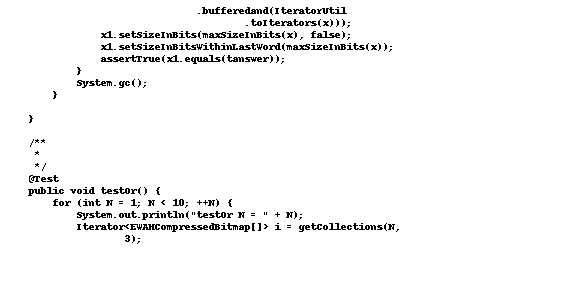 .bufferedand(IteratorUtil
.toIterators(x)));
x1.setSizeInBits(maxSizeInBits(x), false);
x1.setSizeInBitsWithinLastWord(maxSizeInBits(x));
assertTrue(x1.equals(tanswer));
}
System.gc();
}
}
/**
*
*/
@Test
public void testOr() {
for (int N = 1; N < 10; ++N) {
System.out.println("testOr N = " + N);
Iterator<EWAHCompressedBitmap[]> i = getCollections(N,
3);